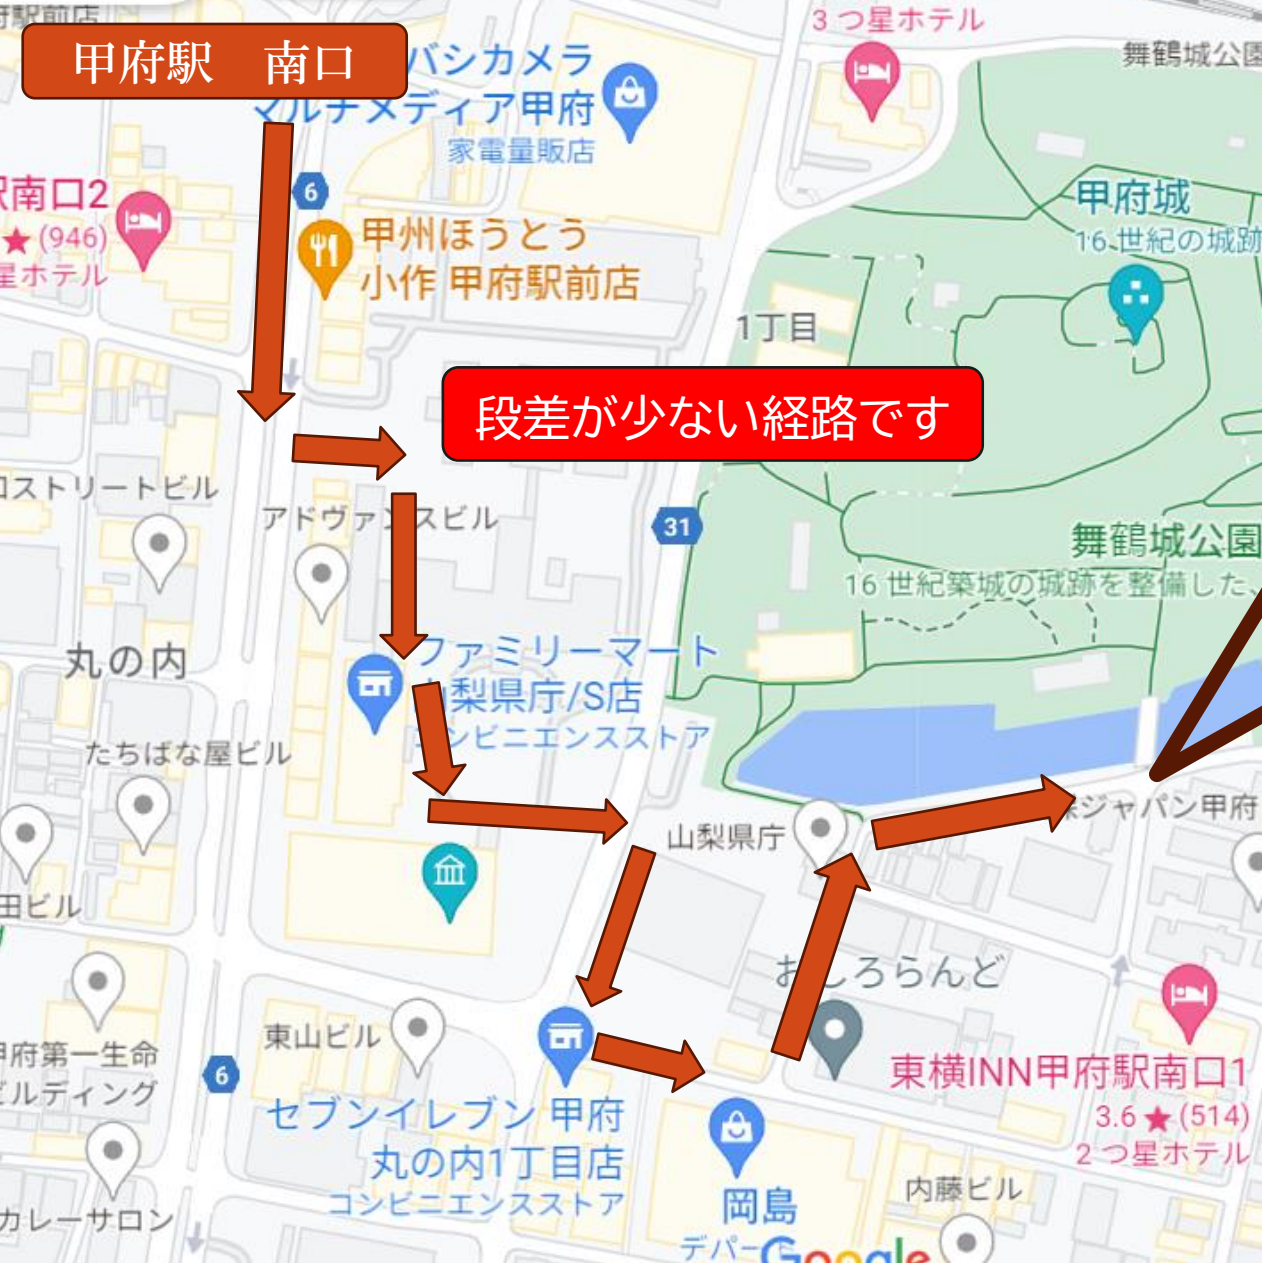 駅前店
甲府駅　南口
バシカメラ
マルチメディア甲府
家電量販店
3 つ星ホテル
舞鶴城公園
駅南口2
★ (946)
星ホテル
6
甲州ほうとう
小作 甲府駅前店
甲府城
16 世紀の城跡
1丁目
段差が少ない経路です
ロストリートビル
アドヴァンスビル
31
舞鶴城公園
16 世紀築城の城跡を整備した、
丸の内
ファミリーマート
山梨県庁/S店
コンビニエンスストア
たちばな屋ビル
山梨県庁
ジャパン甲府
田ビル
おしろらんど
東山ビル
甲府第一生命
ビルディング
6
セブンイレブン 甲府
丸の内1丁目店
コンビニエンスストア
東横INN甲府駅南口1
3.6 ★ (514)
2 つ星ホテル
岡島
デパート
内藤ビル
カレーサロン
Google